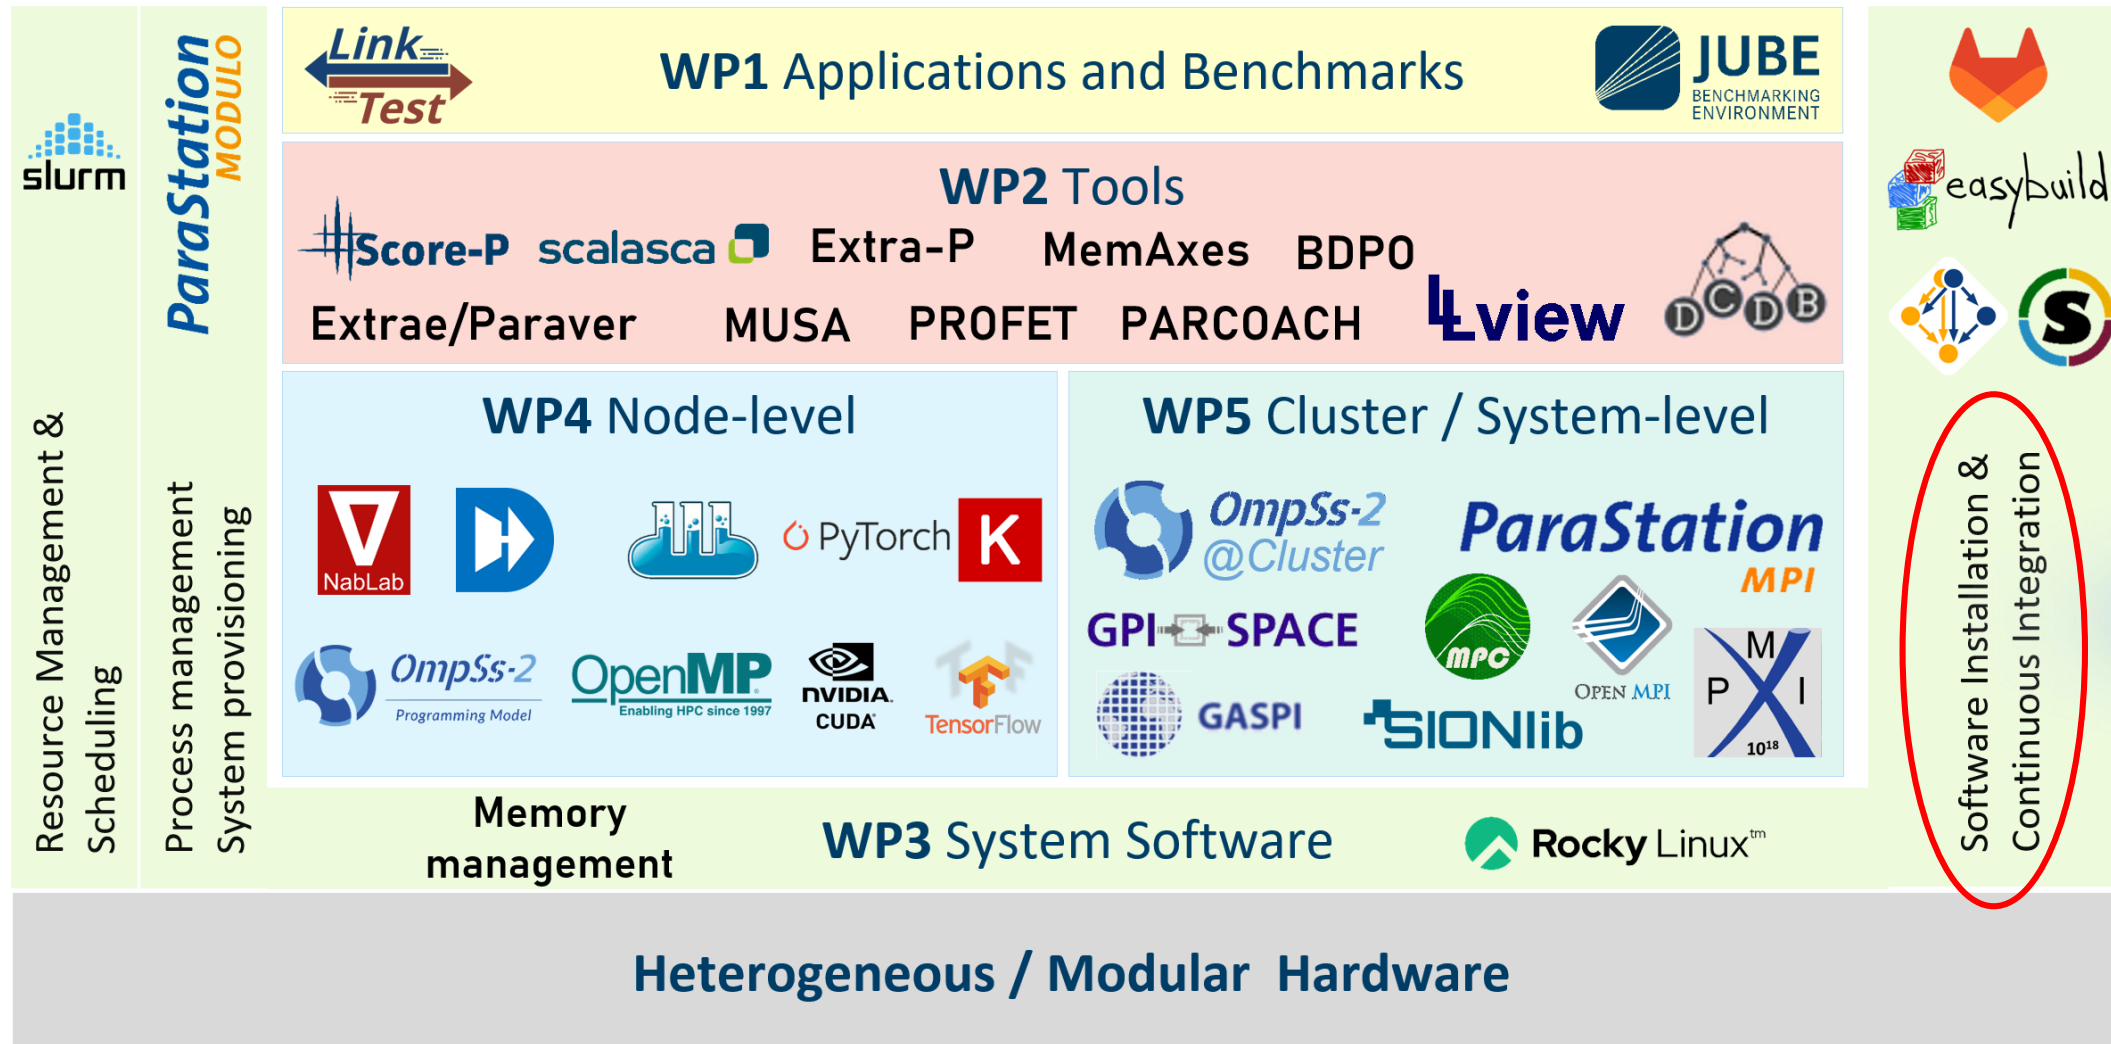 slurm
Resource Management &
Scheduling
ParaStation
MODULO
Process management
System provisioning
Link
Test
WP1 Applications and Benchmarks
JUBE
BENCHMARKING
ENVIRONMENT
WP2 Tools
Score-P
scalasca
Extra-P
MemAxes
BDPO
Extrae/Paraver
MUSA
PROFET
PARCOACH
LLview
DCDB
WP4 Node-level
NabLab
PyTorch
K
OmpSs-2
Programming Model
OpenMP
Enabling HPC since 1997
NVIDIA.
CUDA
TensorFlow
WP5 Cluster / System-level
OmpSs-2
@Cluster
ParaStation
MPI
GPI SPACE
MPC
OPEN MPI
PMIX
10¹⁸
GASPI
SIONlib
Memory
management
WP3 System Software
Rocky Linux™
easybuild
S
Software Installation &
Continuous Integration
Heterogeneous / Modular Hardware